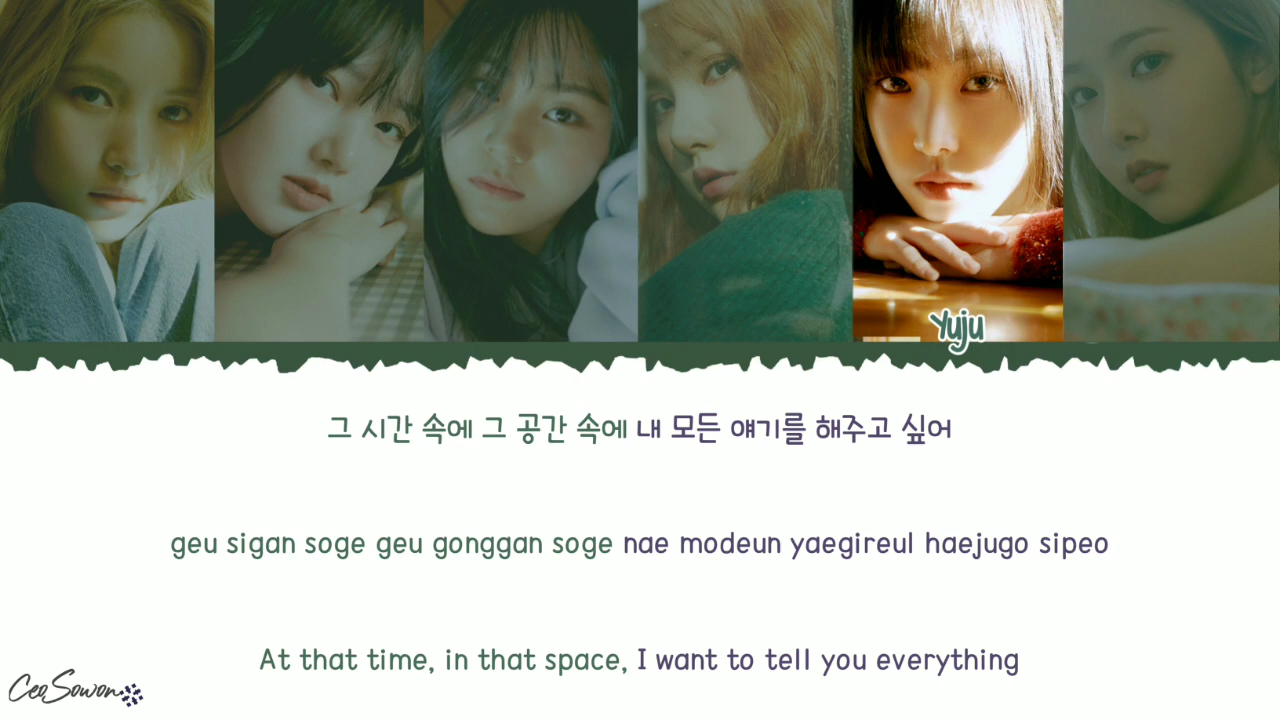 Yuju
그 시간 속에 그 공간 속에 내 모든 얘기를 해주고 싶어
geu sigan soge geu gonggan soge nae modeun yaegireul haejugo sipeo
At that time, in that space, I want to tell you everything
CeoSowon